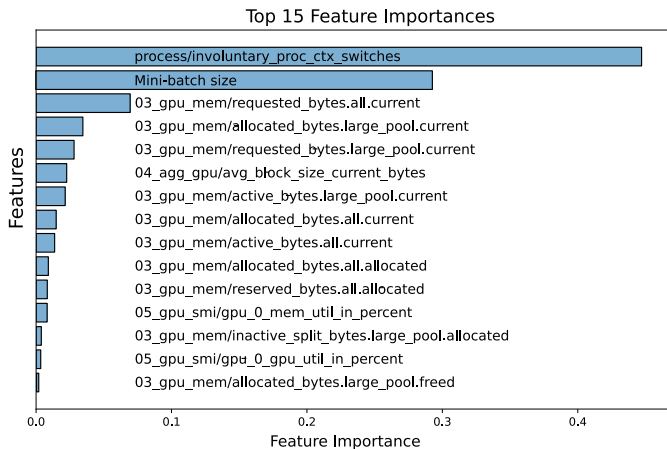 Top 15 Feature Importances
process/involuntary_proc_ctx_switches
Mini-batch size
03_gpu_mem/requested_bytes.all.current
03_gpu_mem/allocated_bytes.large_pool.current
03_gpu_mem/requested_bytes.large_pool.current
04_agg_gpu/avg_block_size_current_bytes
03_gpu_mem/active_bytes.large_pool.current
03_gpu_mem/allocated_bytes.all.current
03_gpu_mem/active_bytes.all.current
03_gpu_mem/allocated_bytes.all.allocated
03_gpu_mem/reserved_bytes.all.allocated
05_gpu_smi/gpu_0_mem_util_in_percent
03_gpu_mem/inactive_split_bytes.large_pool.allocated
05_gpu_smi/gpu_0_gpu_util_in_percent
03_gpu_mem/allocated_bytes.large_pool.freed
Features
0.0 0.1 0.2 0.3 0.4
Feature Importance